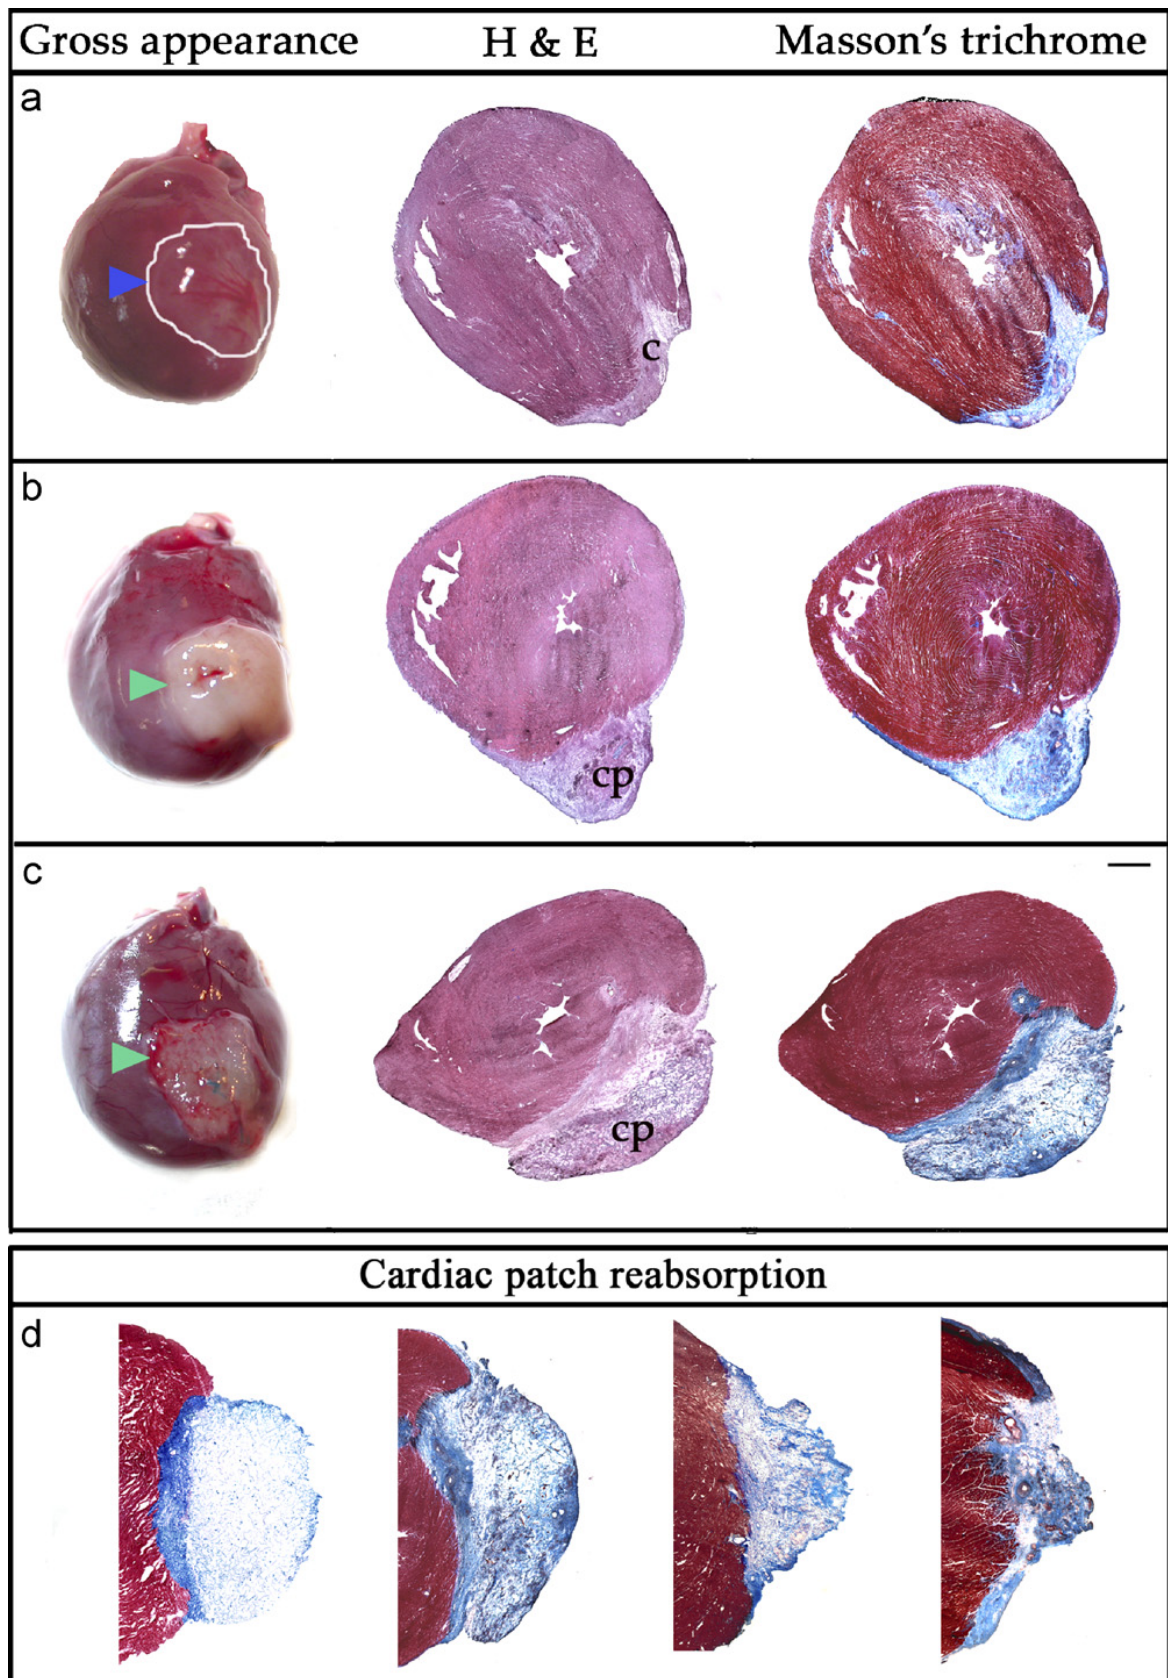 Gross appearance
H & E
Masson's trichrome
a
c
b
cp
c
cp
Cardiac patch reabsorption
d